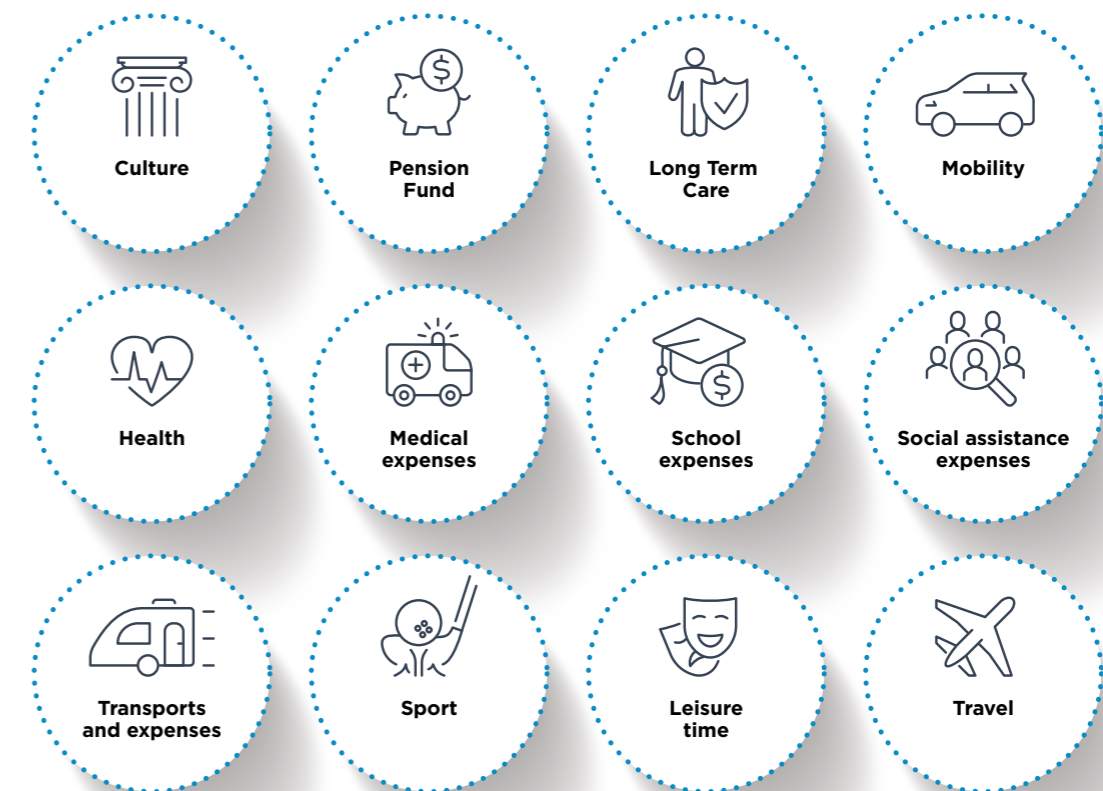 Culture
Pension
Fund
Long Term
Care
Mobility
Health
Medical
expenses
School
expenses
Social assistance
expenses
Transports
and expenses
Sport
Leisure
time
Travel